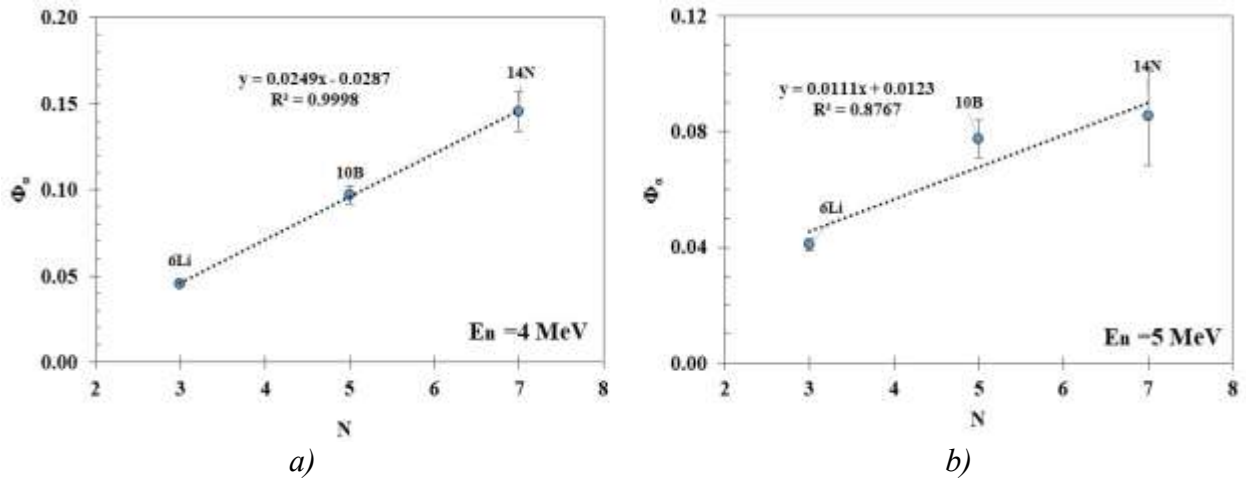 0.20
0.15
0.10
0.05
0.00
Φα
y = 0.0249x - 0.0287
R² = 0.9998
6Li
10B
14N
En =4 MeV
2 3 4 5 6 7 8
N
a)
0.12
0.08
0.04
0.00
Φα
y = 0.0111x + 0.0123
R² = 0.8767
6Li
10B
14N
En =5 MeV
2 3 4 5 6 7 8
N
b)